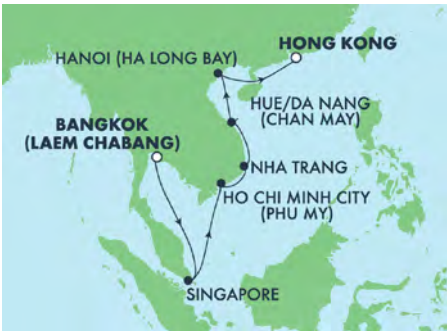 HONG KONG
HANOI (HA LONG BAY)
HUE/DA NANG
(CHAN MAY)
BANGKOK
(LAEM CHABANG)
NHA TRANG
HO CHI MINH CITY
(PHU MY)
SINGAPORE